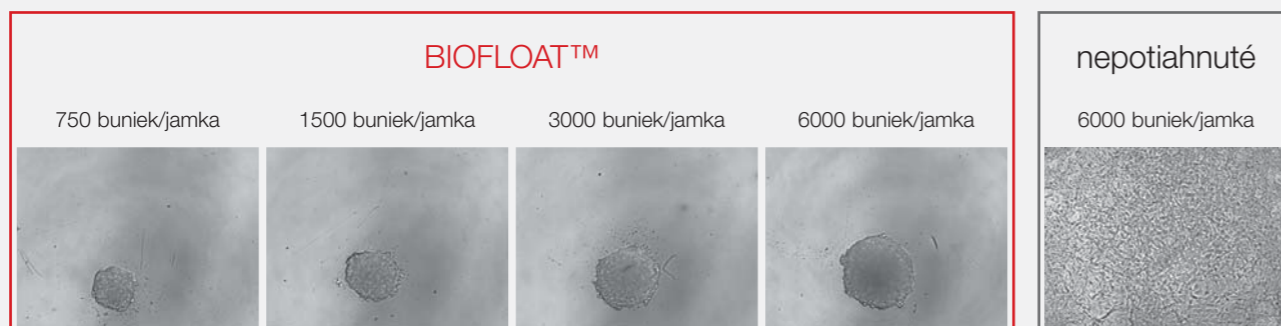 BIOFLOAT™
750 buniek/jamka
1500 buniek/jamka
3000 buniek/jamka
6000 buniek/jamka
nepotiahnuté
6000 buniek/jamka